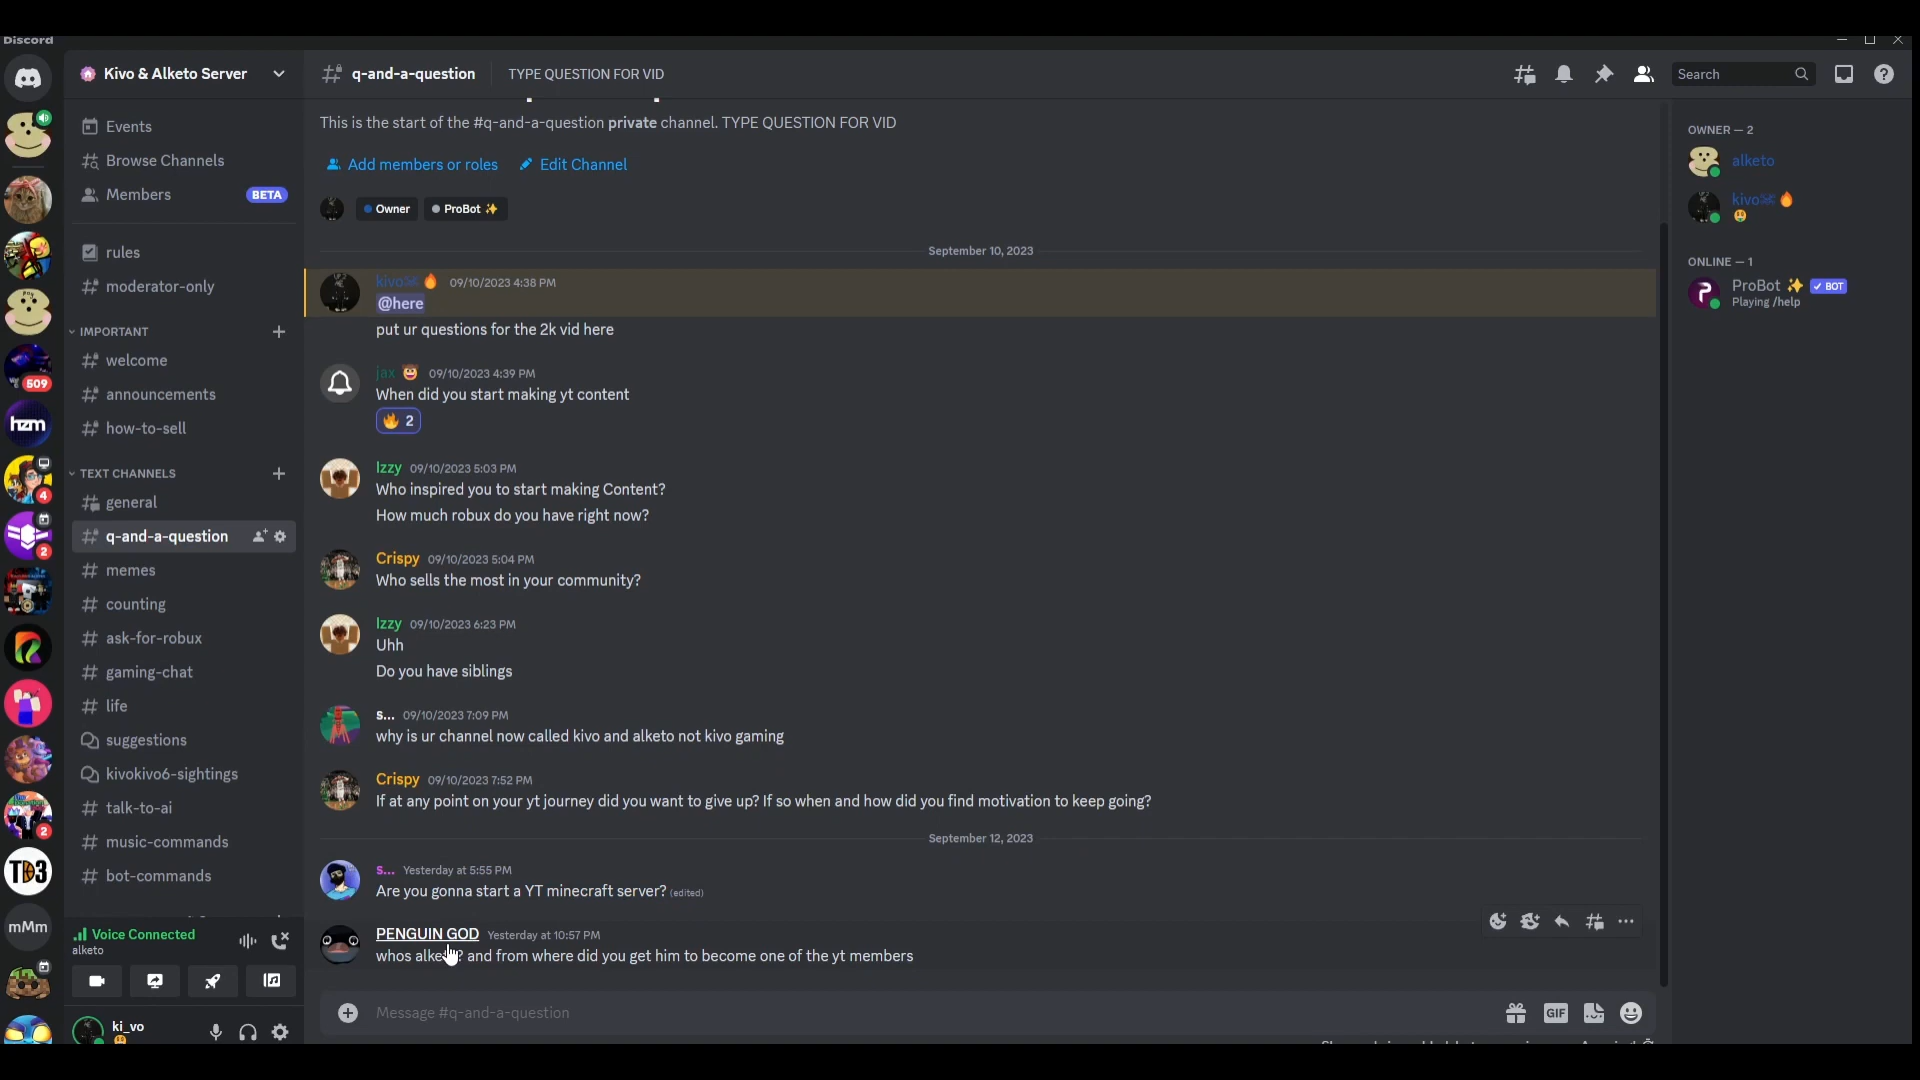 Discord
Kivo & Alketo Server
q-and-a-question
TYPE QUESTION FOR VID
Search
Events
Browse Channels
Members
BETA
rules
moderator-only
IMPORTANT
welcome
announcements
how-to-sell
TEXT CHANNELS
general
q-and-a-question
memes
counting
ask-for-robux
gaming-chat
life
suggestions
kivokivo6-sightings
talk-to-ai
music-commands
bot-commands
Voice Connected
alketo
ki_vo
509
hzm
4
2
2
TD3
mMm
This is the start of the #q-and-a-question private channel. TYPE QUESTION FOR VID
Add members or roles
Edit Channel
Owner
ProBot ✨
September 10, 2023
kivo 🔥 09/10/2023 4:38 PM
@here
put ur questions for the 2k vid here
jax 09/10/2023 4:39 PM
When did you start making yt content
🔥 2
Izzy 09/10/2023 5:03 PM
Who inspired you to start making Content?
How much robux do you have right now?
Crispy 09/10/2023 5:04 PM
Who sells the most in your community?
Izzy 09/10/2023 6:23 PM
Uhh
Do you have siblings
s... 09/10/2023 7:09 PM
why is ur channel now called kivo and alketo not kivo gaming
Crispy 09/10/2023 7:52 PM
If at any point on your yt journey did you want to give up? If so when and how did you find motivation to keep going?
September 12, 2023
s... Yesterday at 5:55 PM
Are you gonna start a YT minecraft server? (edited)
PENGUIN GOD Yesterday at 10:57 PM
whos and from where did you get him to become one of the yt members
Message #q-and-a-question
GIF
OWNER — 2
alketo
kivo 🔥
ONLINE — 1
ProBot ✨ ✓ BOT
Playing /help